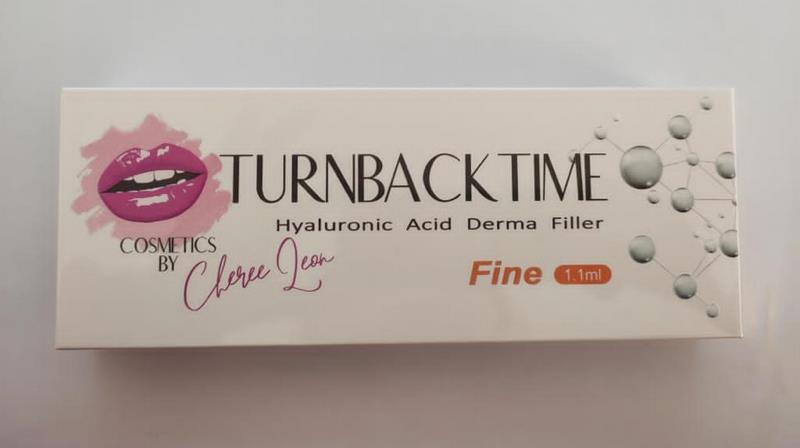 TURNBACKTIME
Hyaluronic Acid Derma Filler
COSMETICS
BY
Cheree Leon
Fine 1.1ml